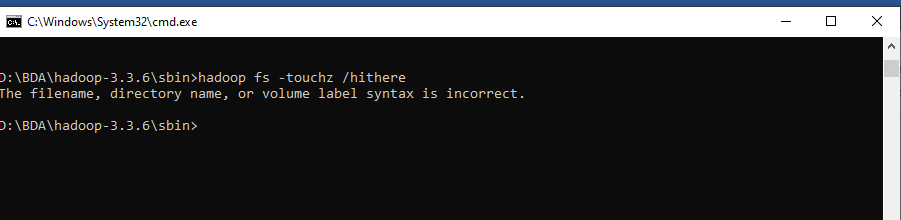 C:\Windows\System32\cmd.exe
D:\BDA\hadoop-3.3.6\sbin>hadoop fs -touchz /hithere
The filename, directory name, or volume label syntax is incorrect.
D:\BDA\hadoop-3.3.6\sbin>